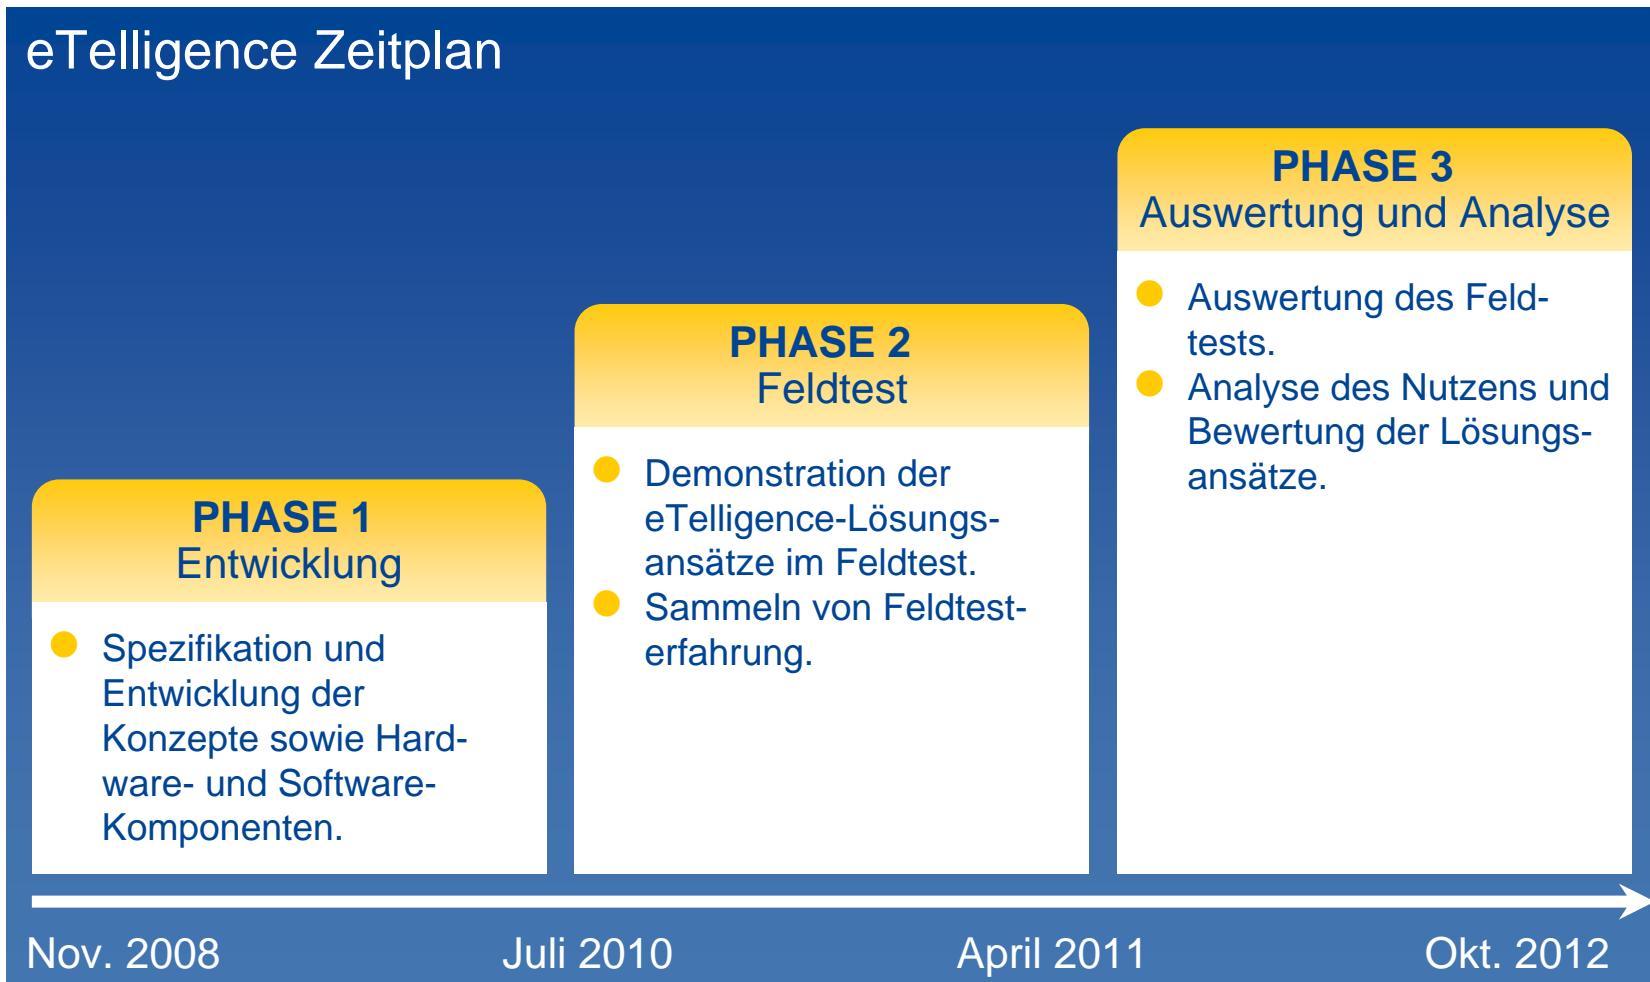 eTelligence Zeitplan
PHASE 1
Entwicklung
Spezifikation und
Entwicklung der
Konzepte sowie Hard-
ware- und Software-
Komponenten.
PHASE 2
Feldtest
Demonstration der
eTelligence-Lösungs-
ansätze im Feldtest.
Sammeln von Feldtest-
erfahrung.
PHASE 3
Auswertung und Analyse
Auswertung des Feld-
tests.
Analyse des Nutzens und
Bewertung der Lösungs-
ansätze.
Nov. 2008
Juli 2010
April 2011
Okt. 2012